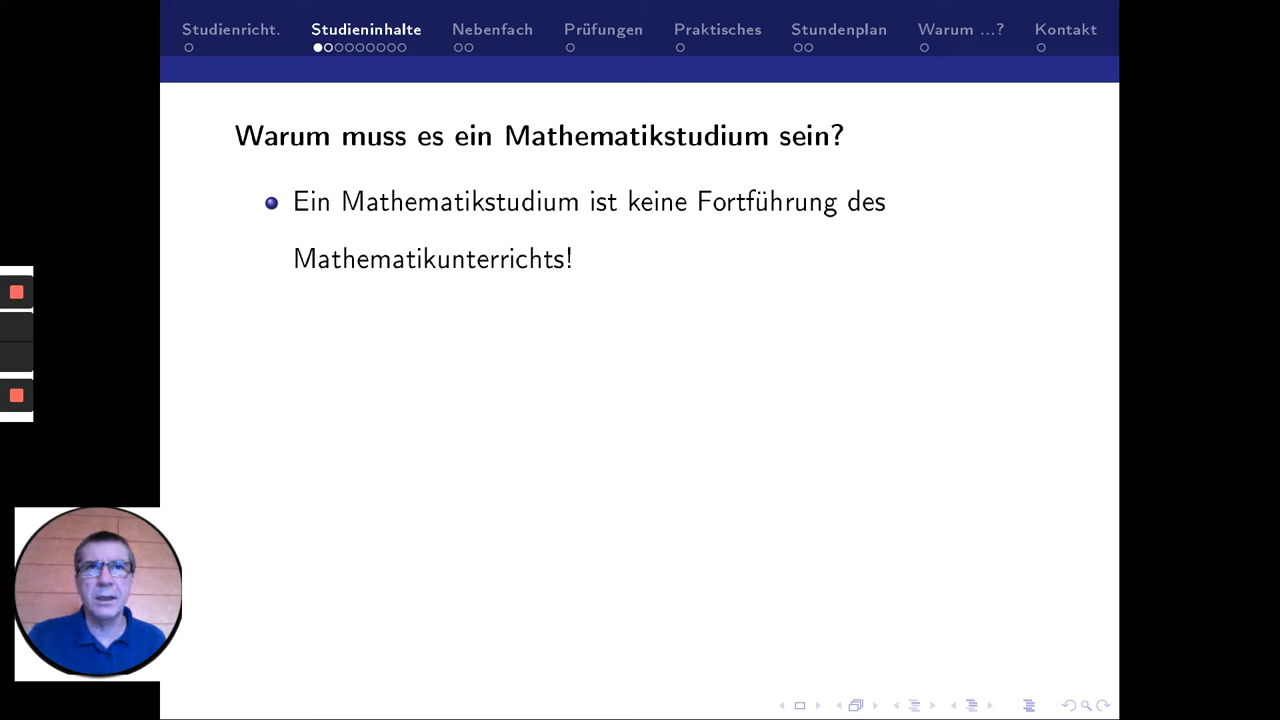 Studienricht. Studieninhalte Nebenfach Prüfungen Praktisches Stundenplan Warum ...? Kontakt
Warum muss es ein Mathematikstudium sein?
Ein Mathematikstudium ist keine Fortführung des
Mathematikunterrichts!